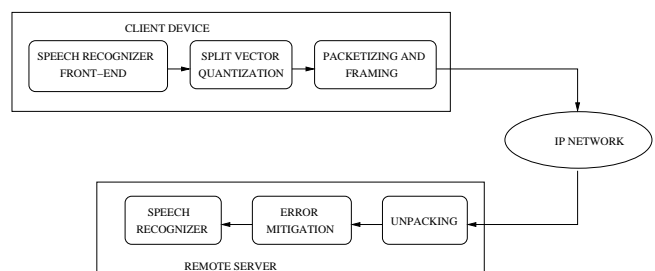 CLIENT DEVICE
SPEECH RECOGNIZER
FRONT−END
SPLIT VECTOR
QUANTIZATION
PACKETIZING AND
FRAMING
IP NETWORK
SPEECH
RECOGNIZER
ERROR
MITIGATION
UNPACKING
REMOTE SERVER